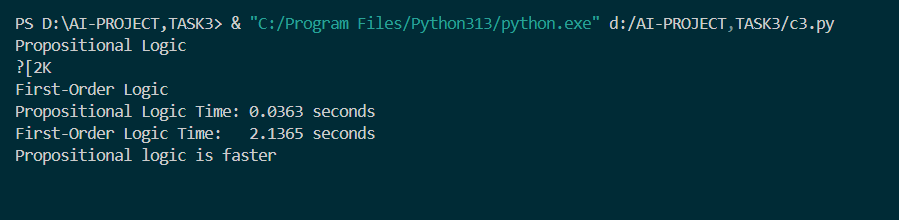 PS D:\AI-PROJECT,TASK3> & "C:/Program Files/Python313/python.exe" d:/AI-PROJECT,TASK3/c3.py
Propositional Logic
?[2K
First-Order Logic
Propositional Logic Time: 0.0363 seconds
First-Order Logic Time:   2.1365 seconds
Propositional logic is faster